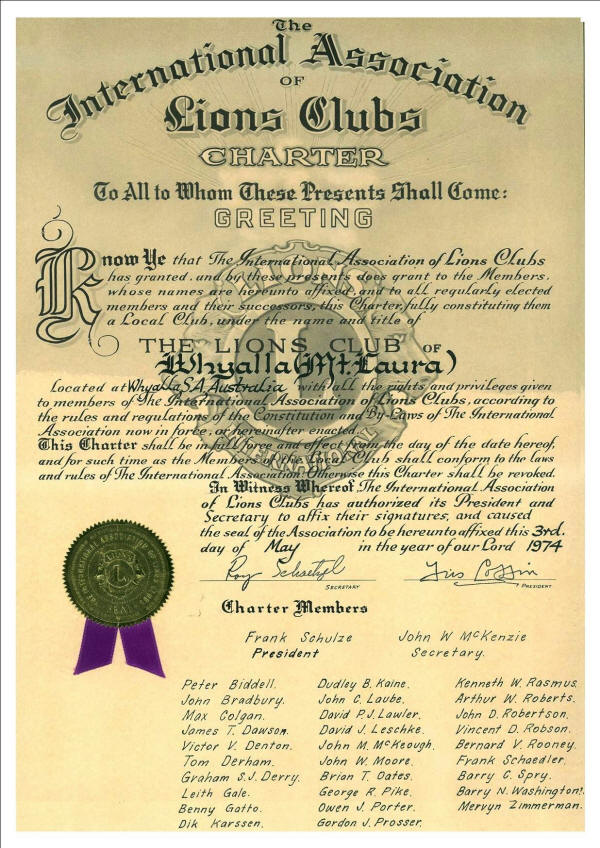 The
International Association
OF
Lions Clubs
CHARTER
To All to Whom These Presents Shall Come:
GREETING
Know Ye that The International Association of Lions Clubs
has granted, and by these presents does grant to the Members,
whose names are hereunto affixed, and to all regularly elected
members and their successors, this Charter, fully constituting them
a Local Club, under the name and title of
THE LIONS CLUB OF
Whyalla (Mt. Laura)
Located at Whyalla S.A. Australia with all the rights and privileges given
to members of The International Association of Lions Clubs, according to
the rules and regulations of the Constitution and By-Laws of The International
Association now in force, or hereinafter enacted.
This Charter shall be in full force and effect from the day of the date hereof,
and for such time as the Members of the Local Club shall conform to the laws
and rules of The International Association. Otherwise this Charter shall be revoked.
In Witness Whereof, The International Association
of Lions Clubs has authorized its President and
Secretary to affix their signatures, and caused
the seal of the Association to be hereunto affixed this 3rd.
day of May in the year of our Lord 1974
Roy Schaetzel
SECRETARY
Tris Coffin
PRESIDENT
Charter Members
Frank Schulze
President
John W McKenzie
Secretary.
Peter Biddell.
John Bradbury.
Max Colgan.
James T. Dawson.
Victor V. Denton.
Tom Derham.
Graham S.J. Derry.
Leith Gale.
Benny Gotto.
Dik Karssen.
Dudley B. Kaine.
John C. Laube.
David P.J. Lawler.
David J. Leschke.
John M. McKeough.
John W. Moore.
Brian T. Oates.
George R. Pike.
Owen J. Porter.
Gordon J. Prosser.
Kenneth W. Rasmus.
Arthur W. Roberts.
John D. Robertson.
Vincent D. Robson.
Bernard V. Rooney.
Frank Schaedler.
Barry C. Spry.
Barry N. Washington.
Mervyn Zimmerman.
LIONS
INTERNATIONAL
LIONS
L
SEAL